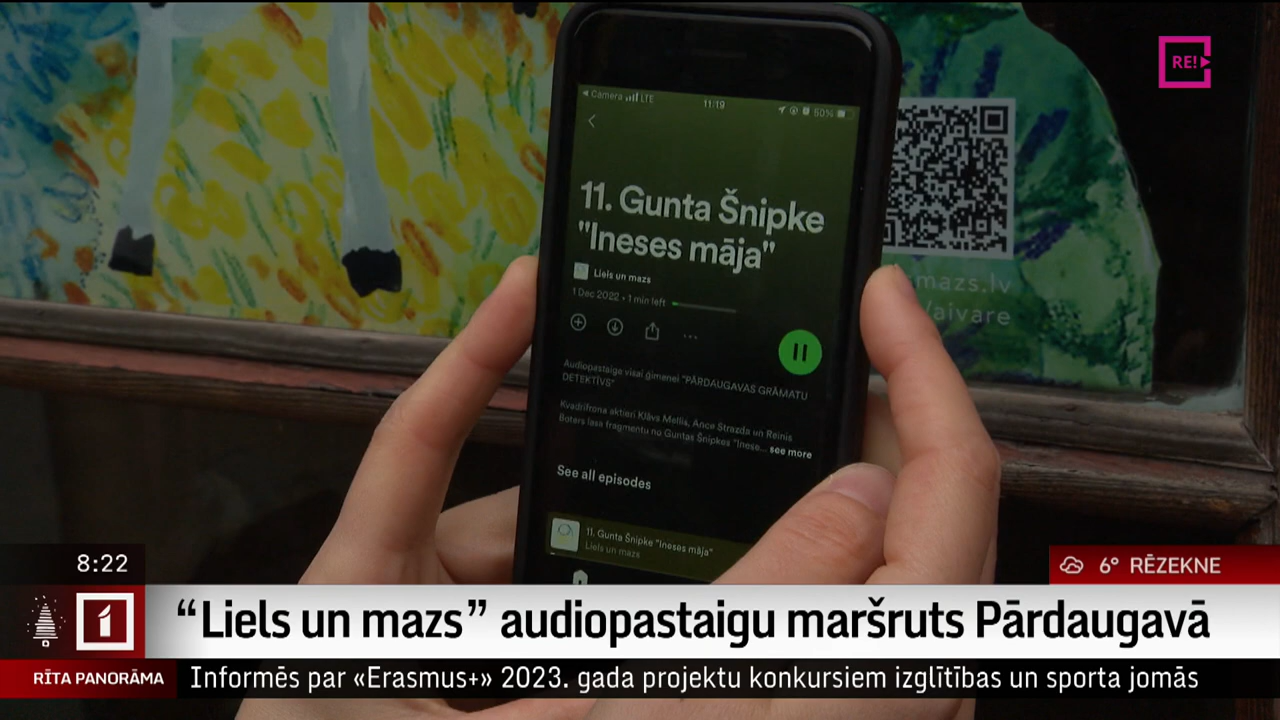 RE!
Camera LTE
11:19
50%
11. Gunta Šnipke
"Ineses māja"
Liels un mazs
1 Dec 2022 • 1 min left
Audiopastaiga visai ģimenei "PĀRDAUGAVAS GRĀMATU
DETEKTĪVS"
Kvadrifrona aktieri Klāvs Mellis, Ance Strazda un Reinis
Boters lasa fragmentu no Guntas Šnipkes "Inese... see more
See all episodes
11. Gunta Šnipke "Ineses māja"
Liels un mazs
mazs.lv
/aivare
8:22
6° RĒZEKNE
1
“Liels un mazs” audiopastaigu maršruts Pārdaugavā
RĪTA PANORĀMA
Informēs par «Erasmus+» 2023. gada projektu konkursiem izglītības un sporta jomās